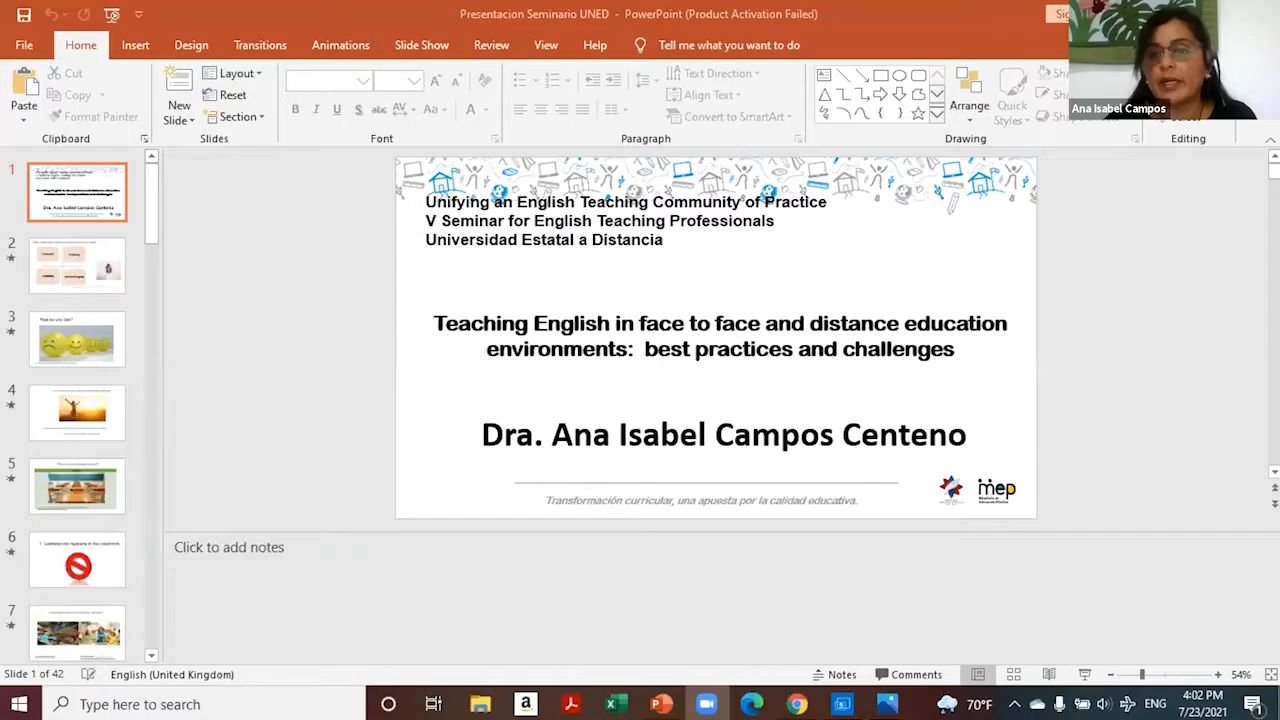 Presentacion Seminario UNED - PowerPoint (Product Activation Failed)
File Home Insert Design Transitions Animations Slide Show Review View Help Tell me what you want to do
Cut
Copy
Format Painter
Paste
Clipboard
New
Slide
Layout
Reset
Section
Slides
Font
Text Direction
Align Text
Convert to SmartArt
Paragraph
Arrange
Quick
Styles
Drawing
Editing
Ana Isabel Campos
1
3
4
5
6
7
Unifying an English Teaching Community of Practice
V Seminar for English Teaching Professionals
Universidad Estatal a Distancia
Teaching English in face to face and distance education
environments: best practices and challenges
Dra. Ana Isabel Campos Centeno
Transformación curricular, una apuesta por la calidad educativa.
mep
Click to add notes
Slide 1 of 42 English (United Kingdom) Notes Comments 54%
Type here to search
70°F ENG
4:02 PM
7/23/2021